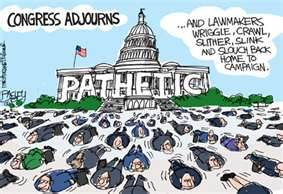 CONGRESS ADJOURNS
...AND LAWMAKERS
WRIGGLE, CRAWL,
SLITHER, SLINK
AND SLOUCH BACK
HOME TO
CAMPAIGN.
PATHETIC